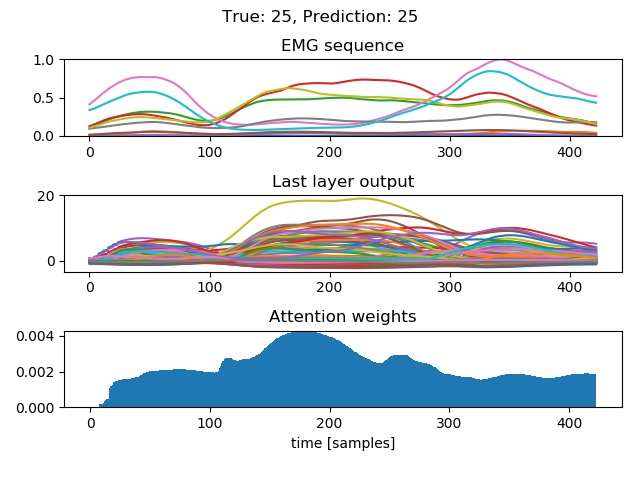 True: 25, Prediction: 25
EMG sequence
1.0
0.5
0.0
0 100 200 300 400
Last layer output
20
0
0 100 200 300 400
Attention weights
0.004
0.002
0.000
0 100 200 300 400
time [samples]